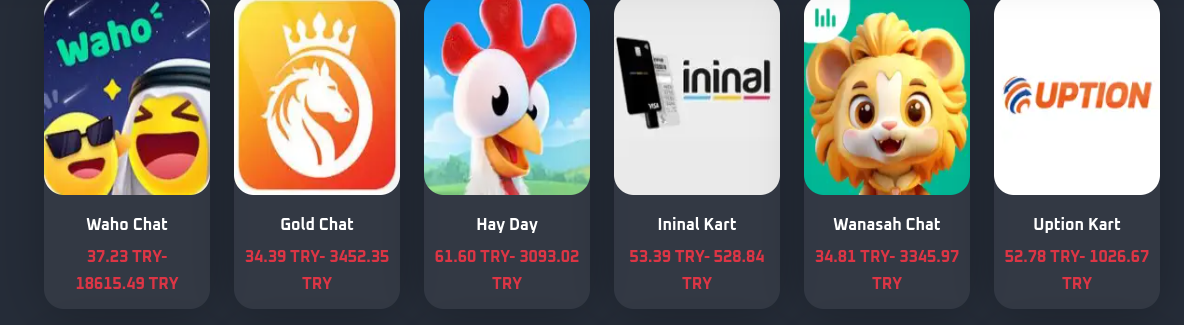 Waho
ininal
VISA
UPTION
Waho Chat
37.23 TRY-
18615.49 TRY
Gold Chat
34.39 TRY- 3452.35
TRY
Hay Day
61.60 TRY- 3093.02
TRY
Ininal Kart
53.39 TRY- 528.84
TRY
Wanasah Chat
34.81 TRY- 3345.97
TRY
Uption Kart
52.78 TRY- 1026.67
TRY